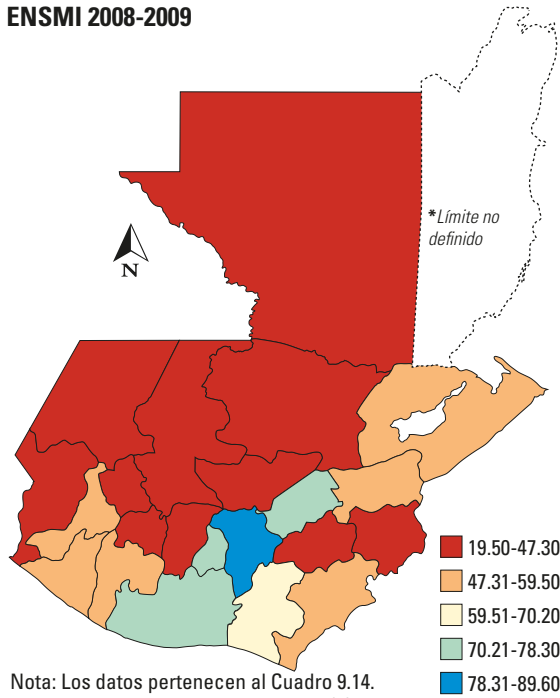 ENSMI 2008-2009
*Límite no
definido
N
19.50-47.30
47.31-59.50
59.51-70.20
70.21-78.30
78.31-89.60
Nota: Los datos pertenecen al Cuadro 9.14.